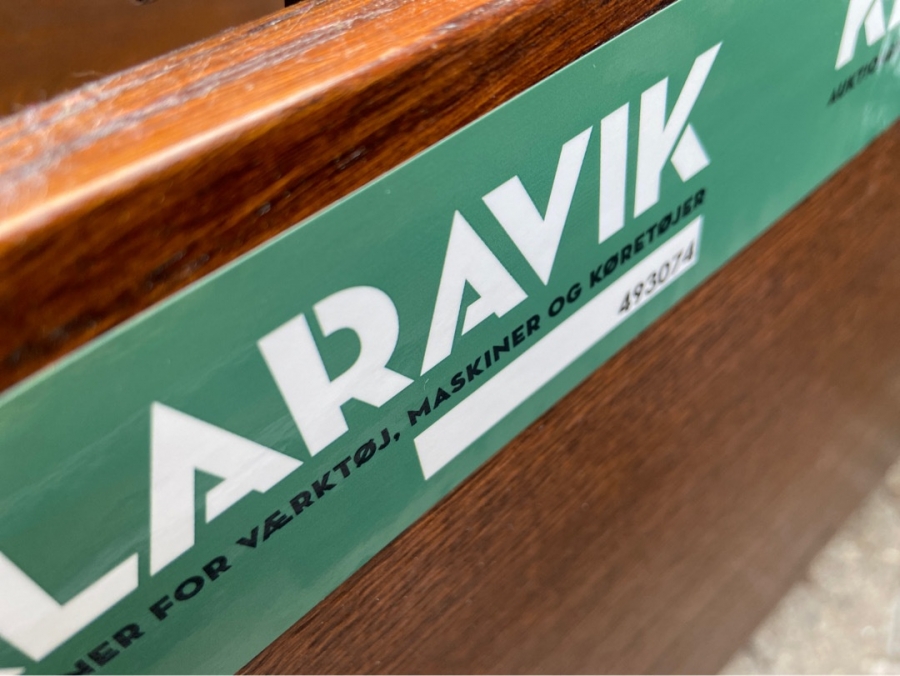 LARAVIK
NER FOR VÆRKTØJ, MASKINER OG KØRETØJER
493074